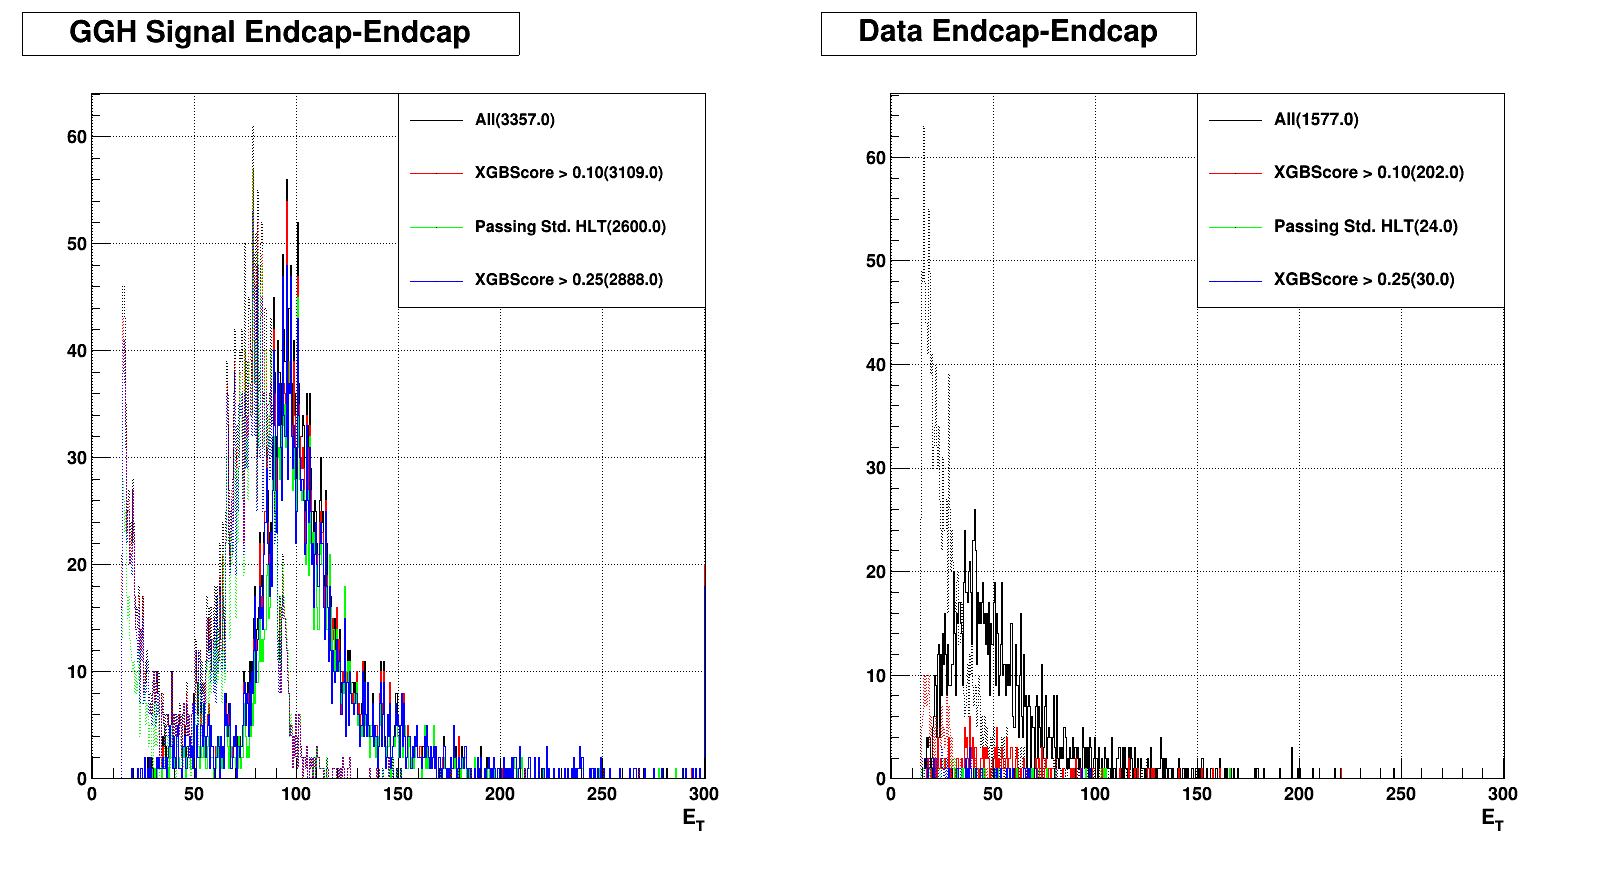 GGH Signal Endcap-Endcap
All(3357.0)
XGBScore > 0.10(3109.0)
Passing Std. HLT(2600.0)
XGBScore > 0.25(2888.0)
60
50
40
30
20
10
0
0 50 100 150 200 250 300
E_T
Data Endcap-Endcap
All(1577.0)
XGBScore > 0.10(202.0)
Passing Std. HLT(24.0)
XGBScore > 0.25(30.0)
60
50
40
30
20
10
0
0 50 100 150 200 250 300
E_T